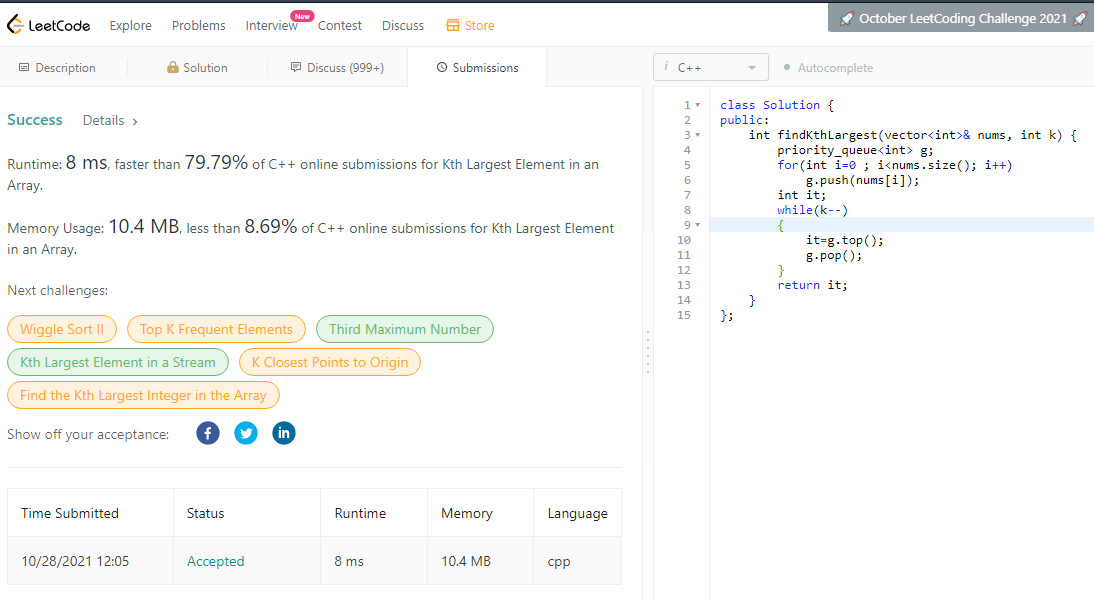 LeetCode Explore Problems Interview New Contest Discuss Store
🚀 October LeetCoding Challenge 2021 🚀
Description Solution Discuss (999+) Submissions
i C++ Autocomplete
Success Details >
Runtime: 8 ms, faster than 79.79% of C++ online submissions for Kth Largest Element in an
Array.
Memory Usage: 10.4 MB, less than 8.69% of C++ online submissions for Kth Largest Element
in an Array.
Next challenges:
Wiggle Sort II Top K Frequent Elements Third Maximum Number
Kth Largest Element in a Stream K Closest Points to Origin
Find the Kth Largest Integer in the Array
Show off your acceptance:
Time Submitted Status Runtime Memory Language
10/28/2021 12:05 Accepted 8 ms 10.4 MB cpp
1 class Solution {
2 public:
3     int findKthLargest(vector<int>& nums, int k) {
4         priority_queue<int> g;
5         for(int i=0 ; i<nums.size(); i++)
6             g.push(nums[i]);
7         int it;
8         while(k--)
9         {
10             it=g.top();
11             g.pop();
12         }
13         return it;
14     }
15 };